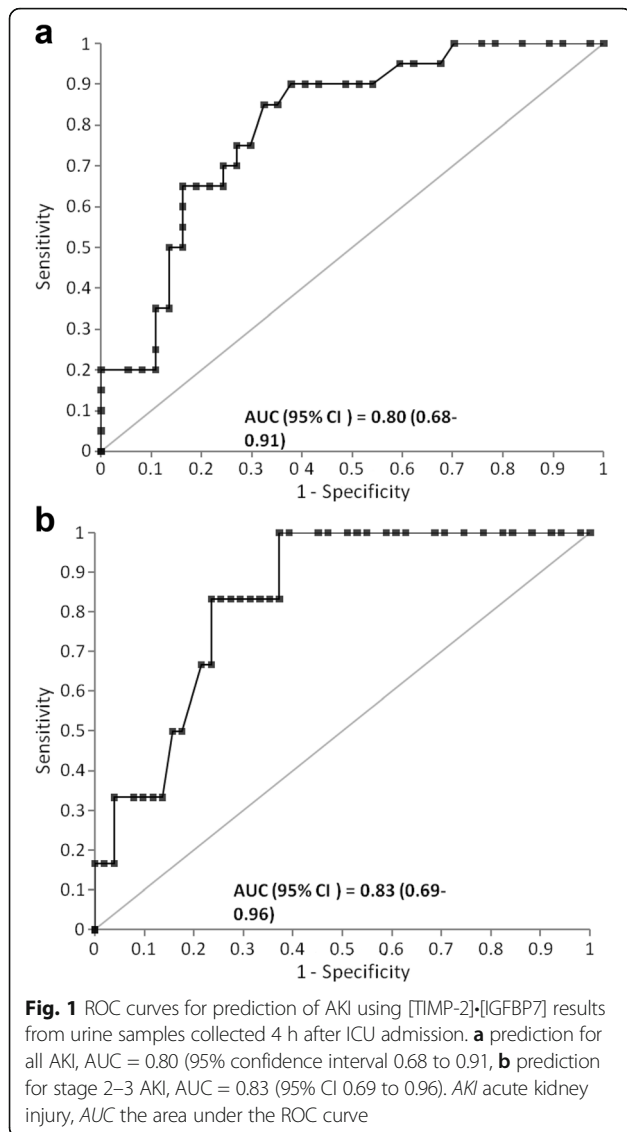 a
1
0.9
0.8
0.7
0.6
0.5
0.4
0.3
0.2
0.1
0
Sensitivity
AUC (95% CI ) = 0.80 (0.68-
0.91)
0 0.1 0.2 0.3 0.4 0.5 0.6 0.7 0.8 0.9 1
1 - Specificity
b
1
0.9
0.8
0.7
0.6
0.5
0.4
0.3
0.2
0.1
0
Sensitivity
AUC (95% CI ) = 0.83 (0.69-
0.96)
0 0.1 0.2 0.3 0.4 0.5 0.6 0.7 0.8 0.9 1
1 - Specificity
Fig. 1 ROC curves for prediction of AKI using [TIMP-2]•[IGFBP7] results
from urine samples collected 4 h after ICU admission. a prediction for
all AKI, AUC = 0.80 (95% confidence interval 0.68 to 0.91, b prediction
for stage 2–3 AKI, AUC = 0.83 (95% CI 0.69 to 0.96). AKI acute kidney
injury, AUC the area under the ROC curve